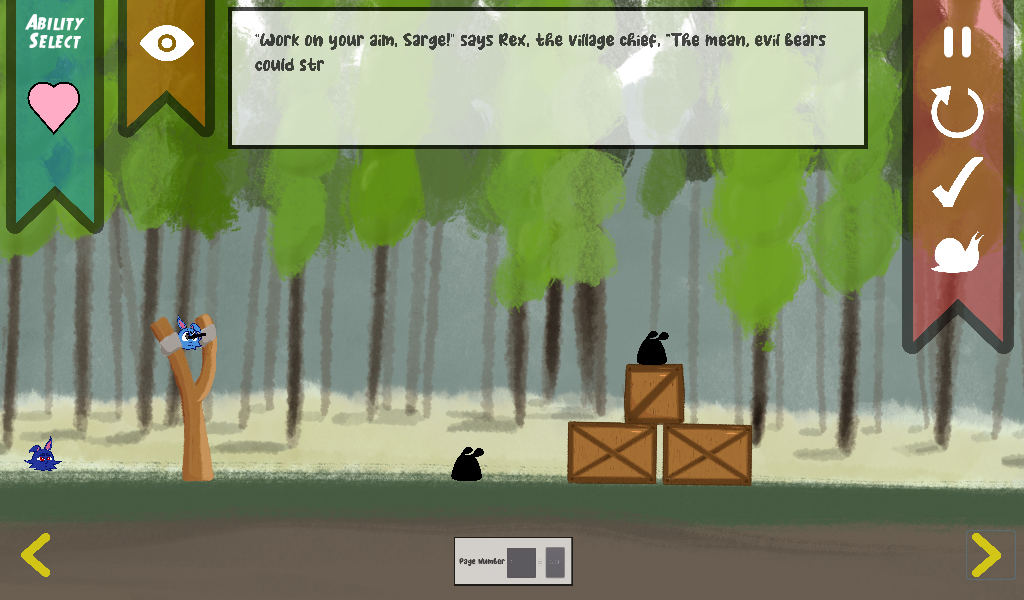 Ability
Select
"Work on your aim, Sarge!" says Rex, the village chief, "The mean, evil bears
could str
Page Number